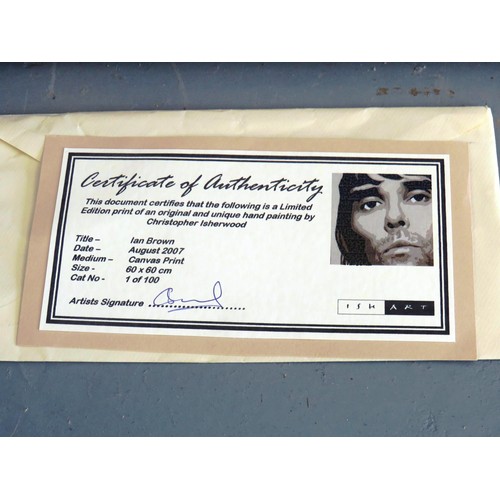 Certificate of Authenticity
This document certifies that the following is a Limited
Edition print of an original and unique hand painting by
Christopher Isherwood
Title – Ian Brown
Date – August 2007
Medium – Canvas Print
Size - 60 x 60 cm
Cat No - 1 of 100
Artists Signature
ISH ART